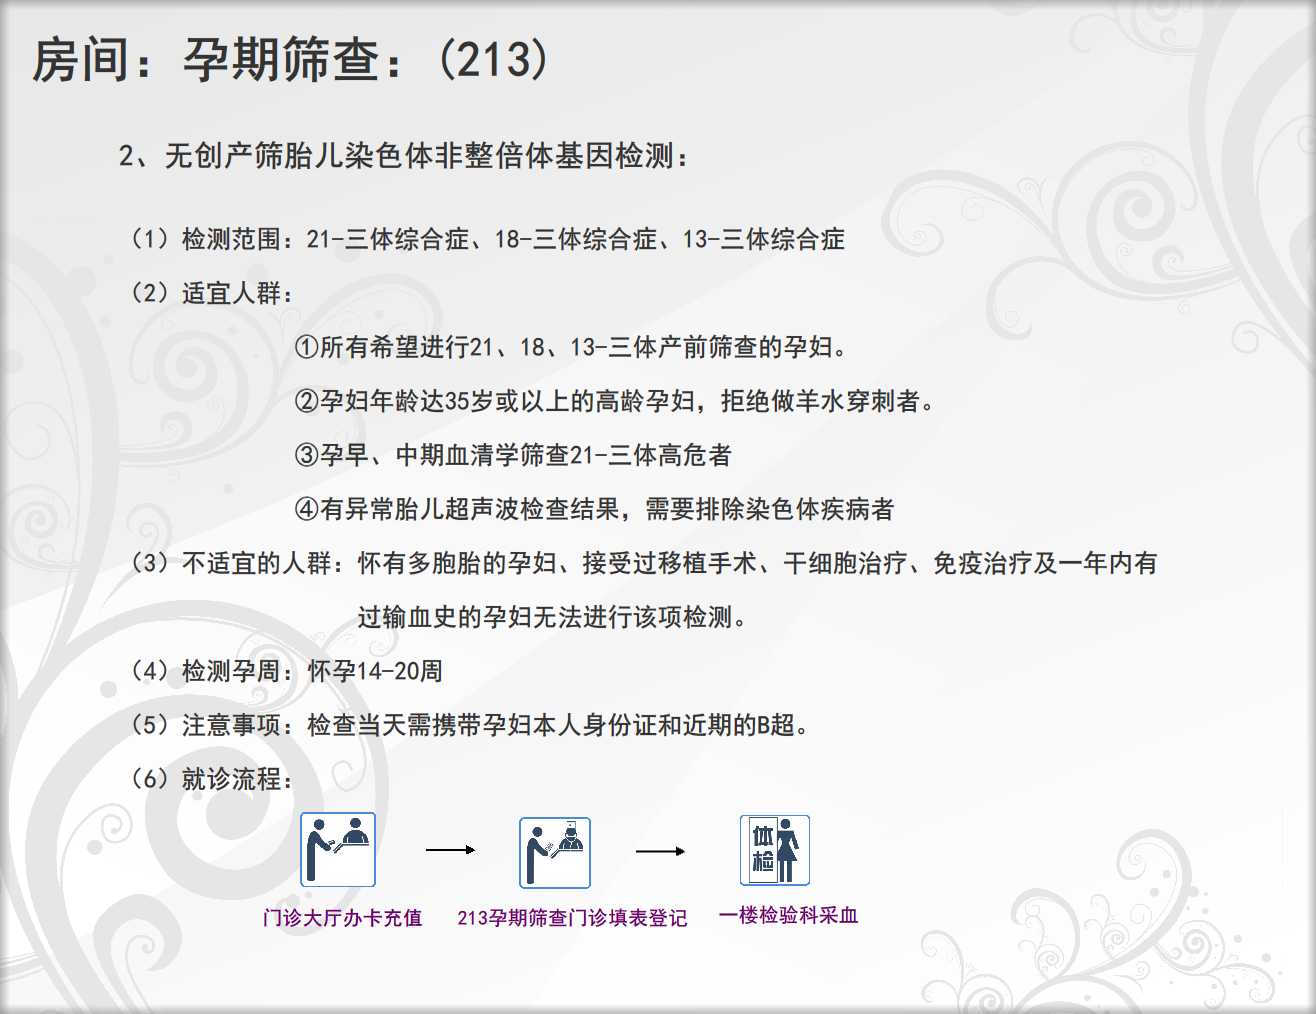 房间：孕期筛查：(213)
2、无创产筛胎儿染色体非整倍体基因检测：
（1）检测范围：21-三体综合症、18-三体综合症、13-三体综合症
（2）适宜人群：
①所有希望进行21、18、13-三体产前筛查的孕妇。
②孕妇年龄达35岁或以上的高龄孕妇，拒绝做羊水穿刺者。
③孕早、中期血清学筛查21-三体高危者
④有异常胎儿超声波检查结果，需要排除染色体疾病者
（3）不适宜的人群：怀有多胞胎的孕妇、接受过移植手术、干细胞治疗、免疫治疗及一年内有
过输血史的孕妇无法进行该项检测。
（4）检测孕周：怀孕14-20周
（5）注意事项：检查当天需携带孕妇本人身份证和近期的B超。
（6）就诊流程：
体检
门诊大厅办卡充值 213孕期筛查门诊填表登记 一楼检验科采血